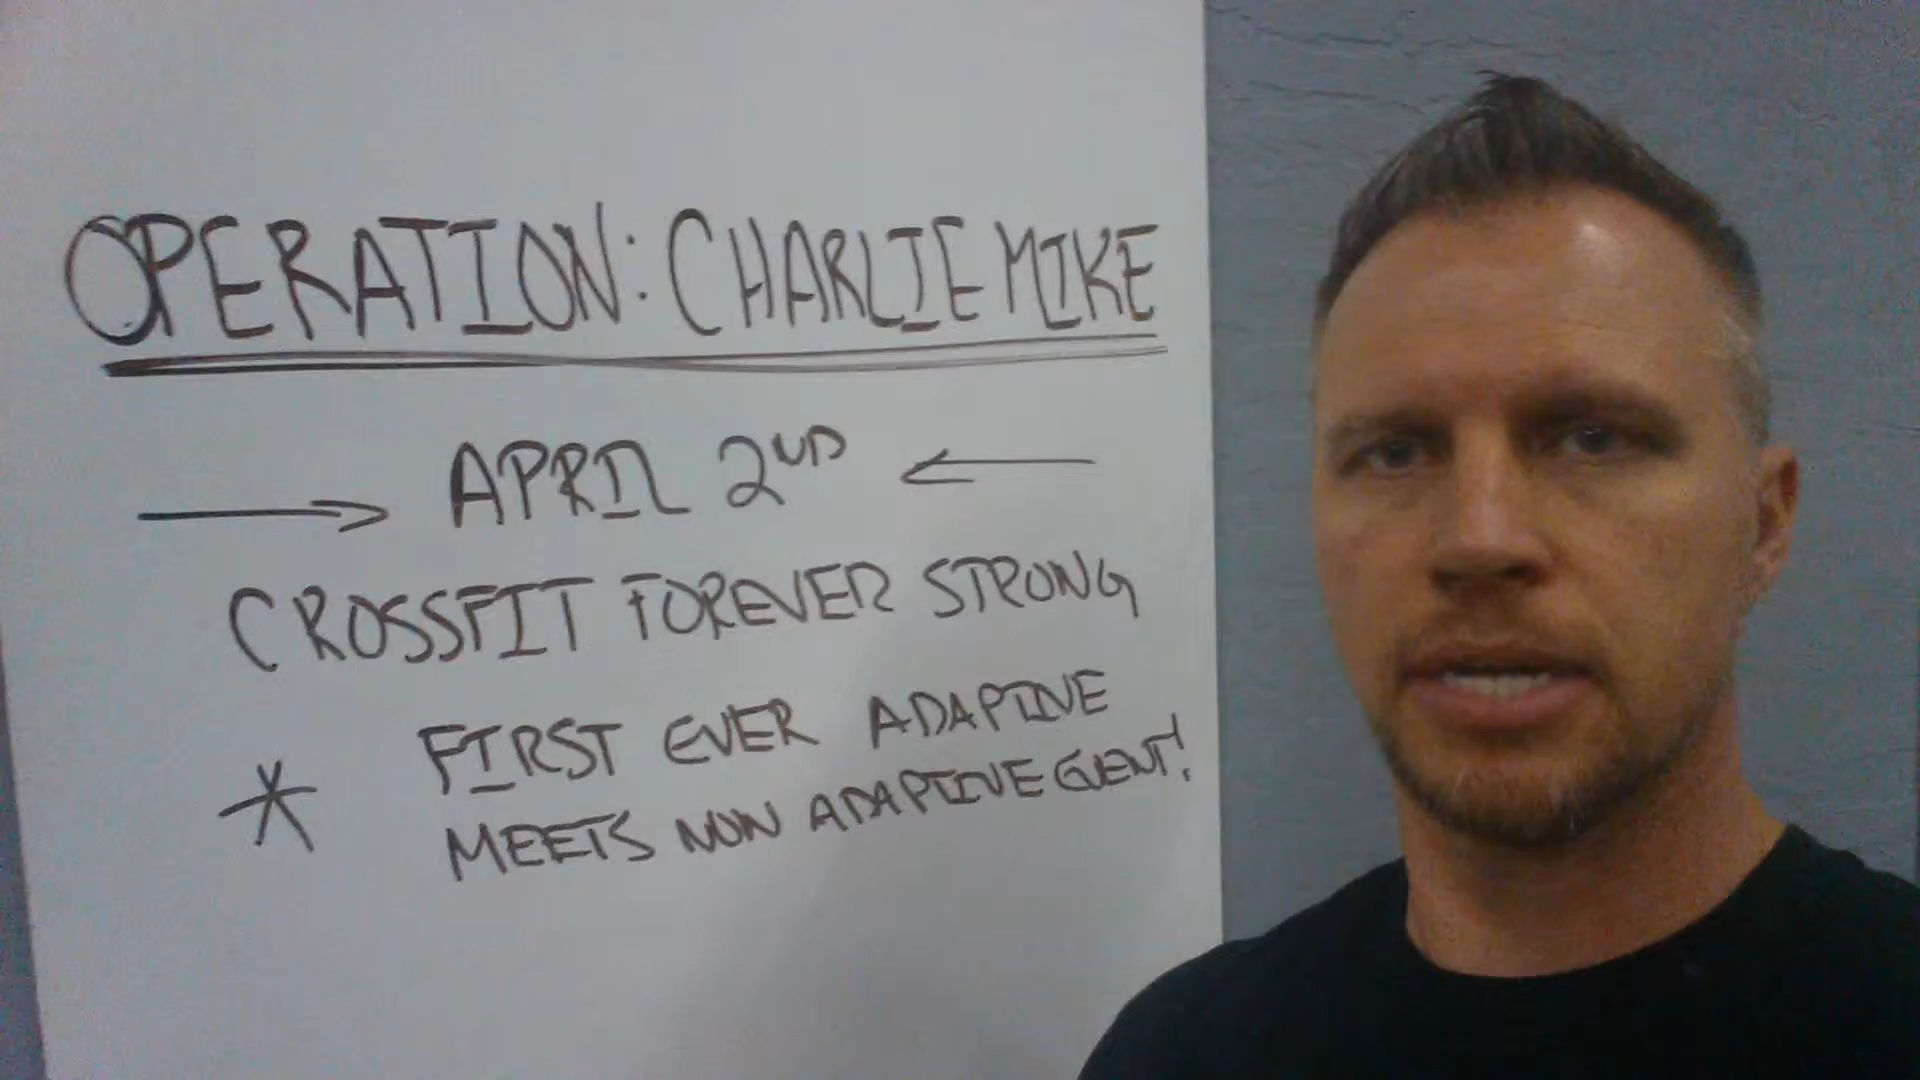 OPERATION: CHARLIE MIKE
APRIL 2ND
CROSSFIT FOREVER STRONG
* FIRST EVER ADAPTIVE
MEETS NON ADAPTIVE EVENT!